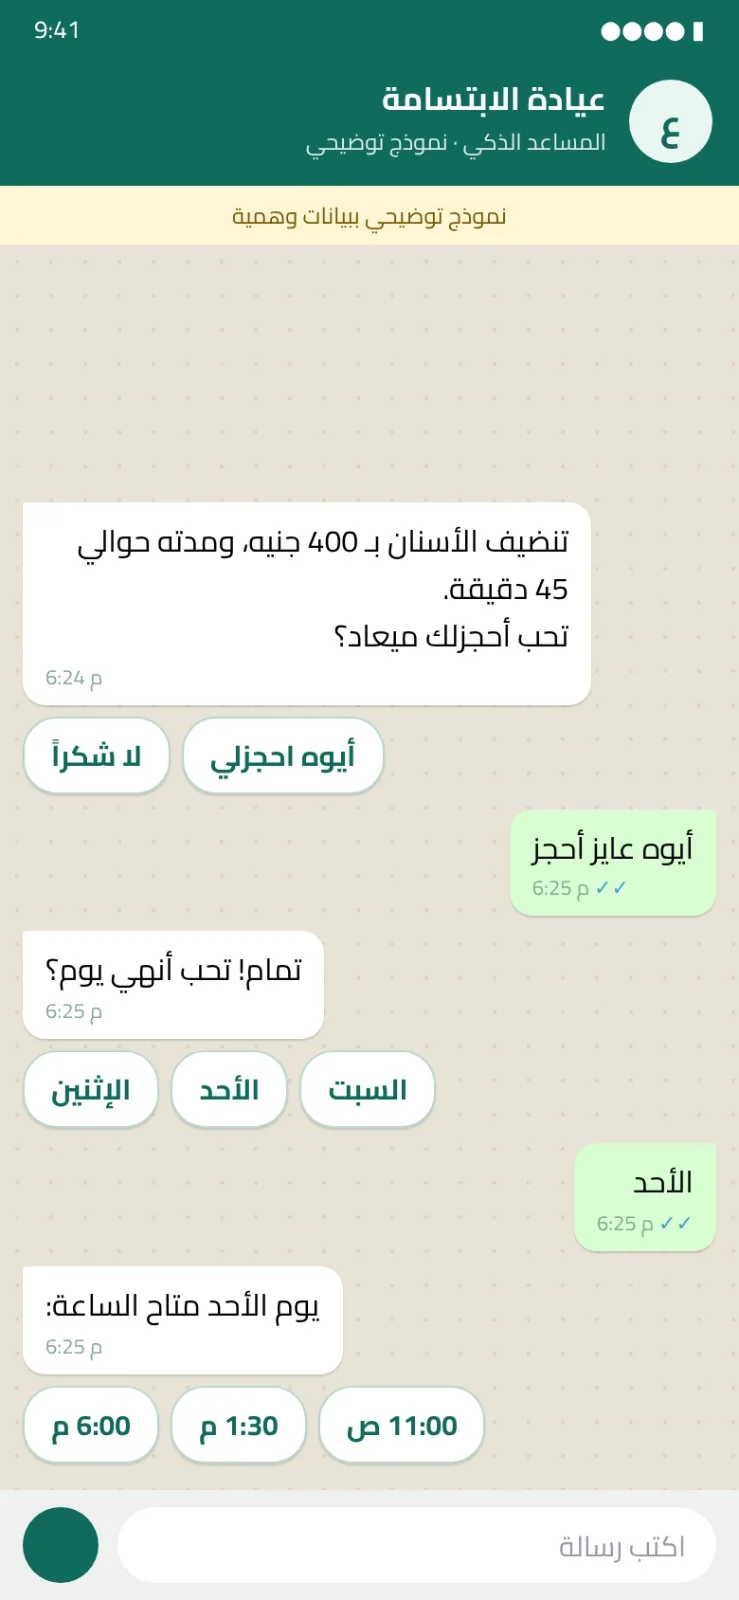 9:41
عيادة الابتسامة
المساعد الذكي · نموذج توضيحي
ع
نموذج توضيحي ببيانات وهمية
تنضيف الأسنان بـ 400 جنيه، ومدته حوالي
45 دقيقة.
تحب أحجزلك ميعاد؟
6:24 م
أيوه احجزلي
لا شكراً
أيوه عايز أحجز
6:25 م ✓✓
تمام! تحب أنهي يوم؟
6:25 م
السبت
الأحد
الإثنين
الأحد
6:25 م ✓✓
يوم الأحد متاح الساعة:
6:25 م
11:00 ص
1:30 م
6:00 م
اكتب رسالة